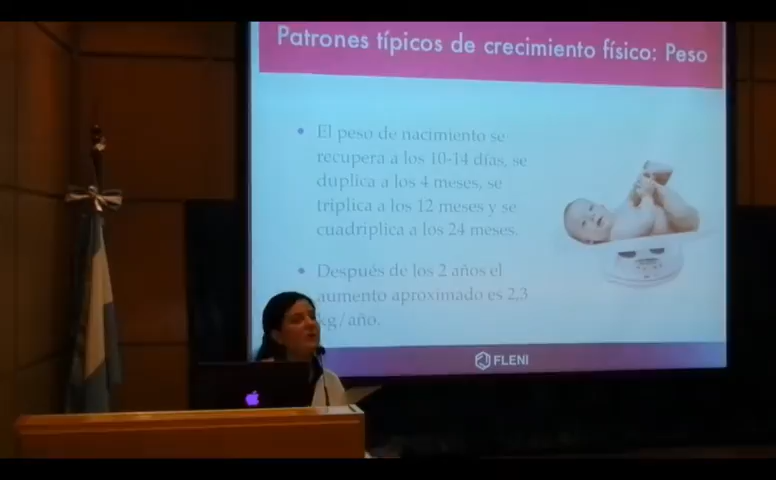 Patrones típicos de crecimiento físico: Peso
• El peso de nacimiento se
recupera a los 10-14 días, se
duplica a los 4 meses, se
triplica a los 12 meses y se
cuadriplica a los 24 meses.
• Después de los 2 años el
aumento aproximado es 2,3
kg/año.
FLENI